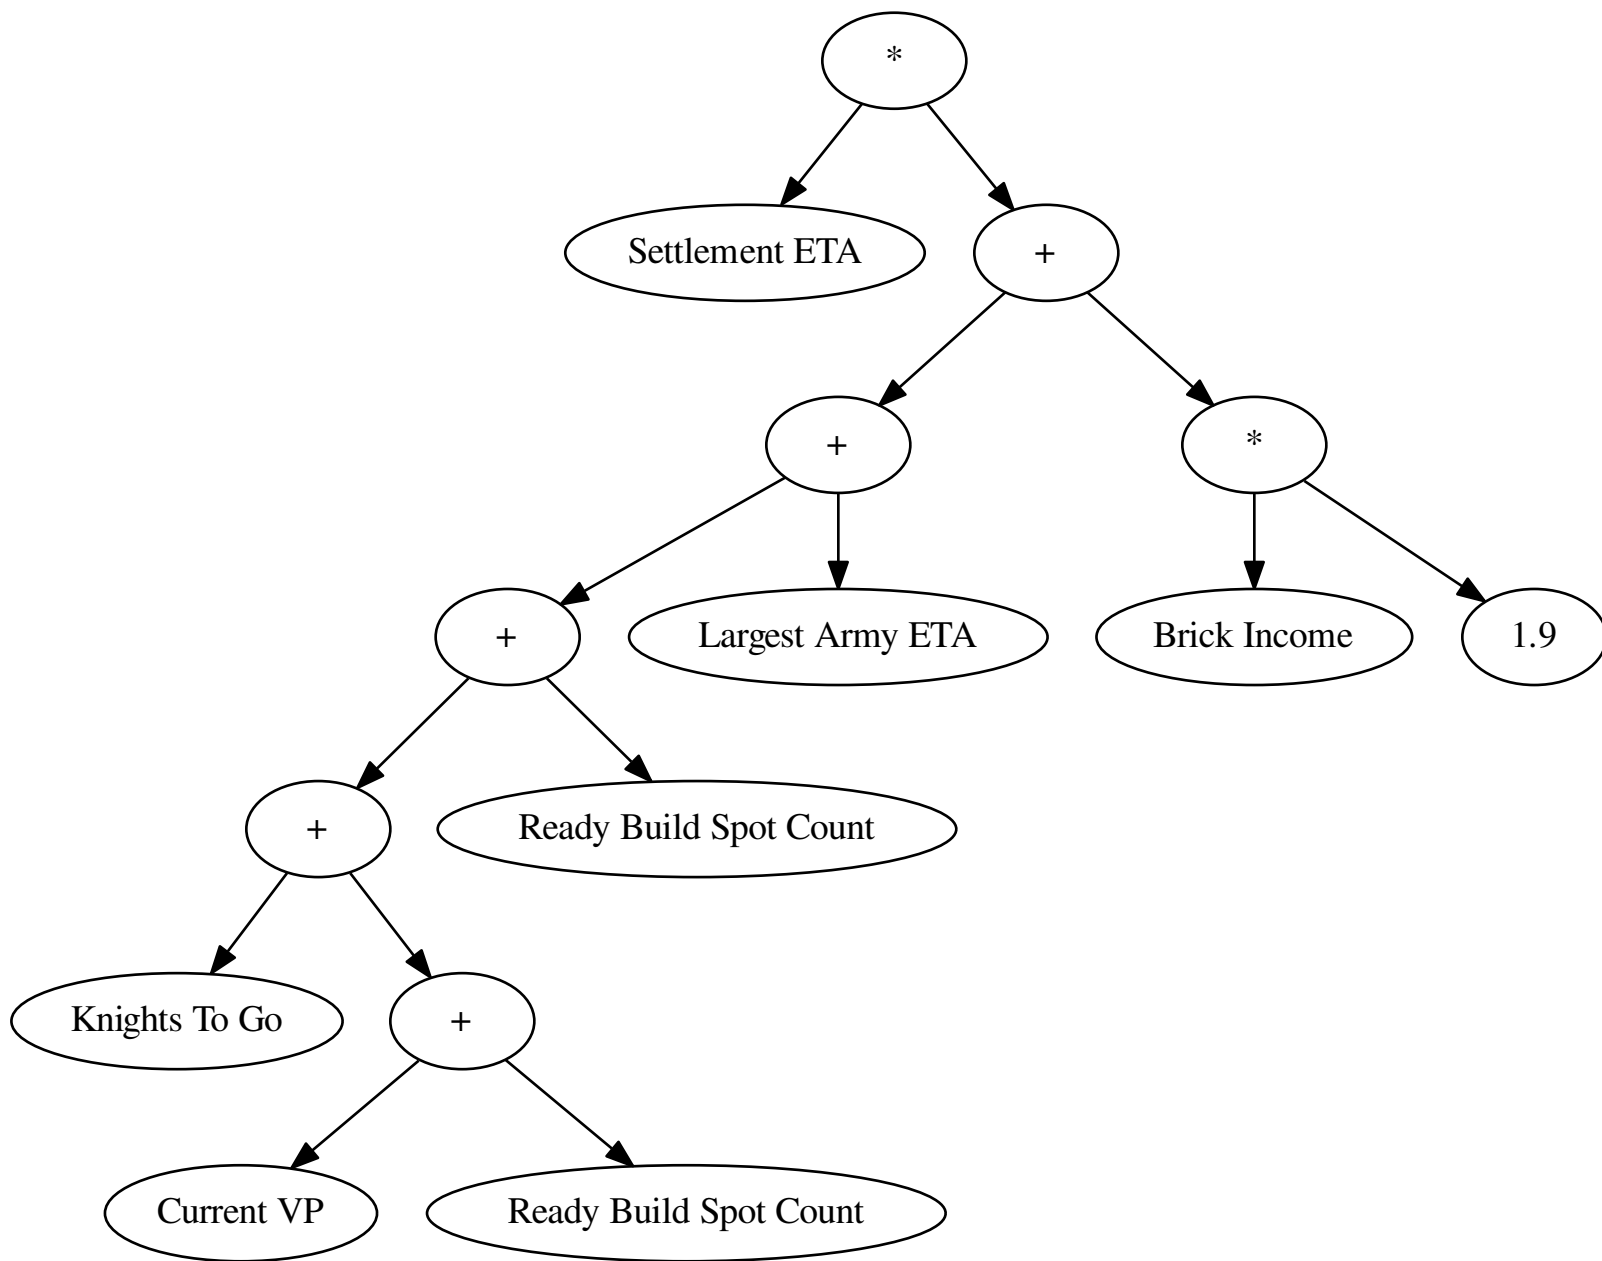 *
Settlement ETA
+
+
*
+
Largest Army ETA
Brick Income
1.9
+
Ready Build Spot Count
Knights To Go
+
Current VP
Ready Build Spot Count